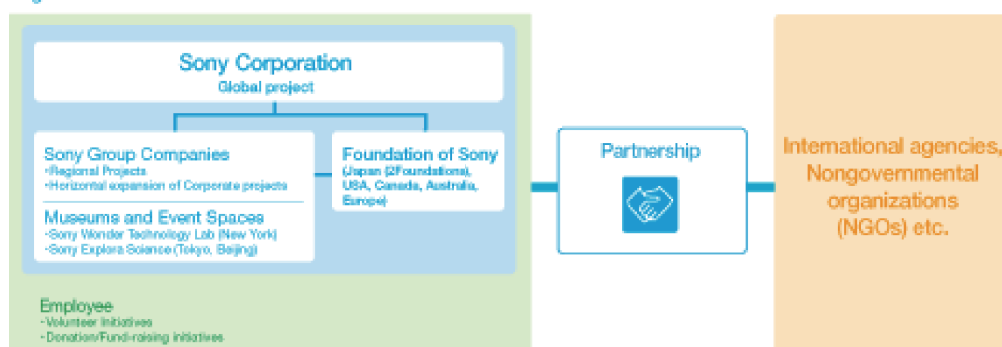 Sony Corporation
Global project
Sony Group Companies
・Regional Projects
・Horizontal expansion of Corporate projects
Museums and Event Spaces
・Sony Wonder Technology Lab (New York)
・Sony Explora Science (Tokyo, Beijing)
Foundation of Sony
(Japan (2Foundations),
USA, Canada, Australia,
Europe)
Employee
・Volunteer initiatives
・Donation/Fund-raising initiatives
Partnership
International agencies,
Nongovernmental
organizations
(NGOs) etc.